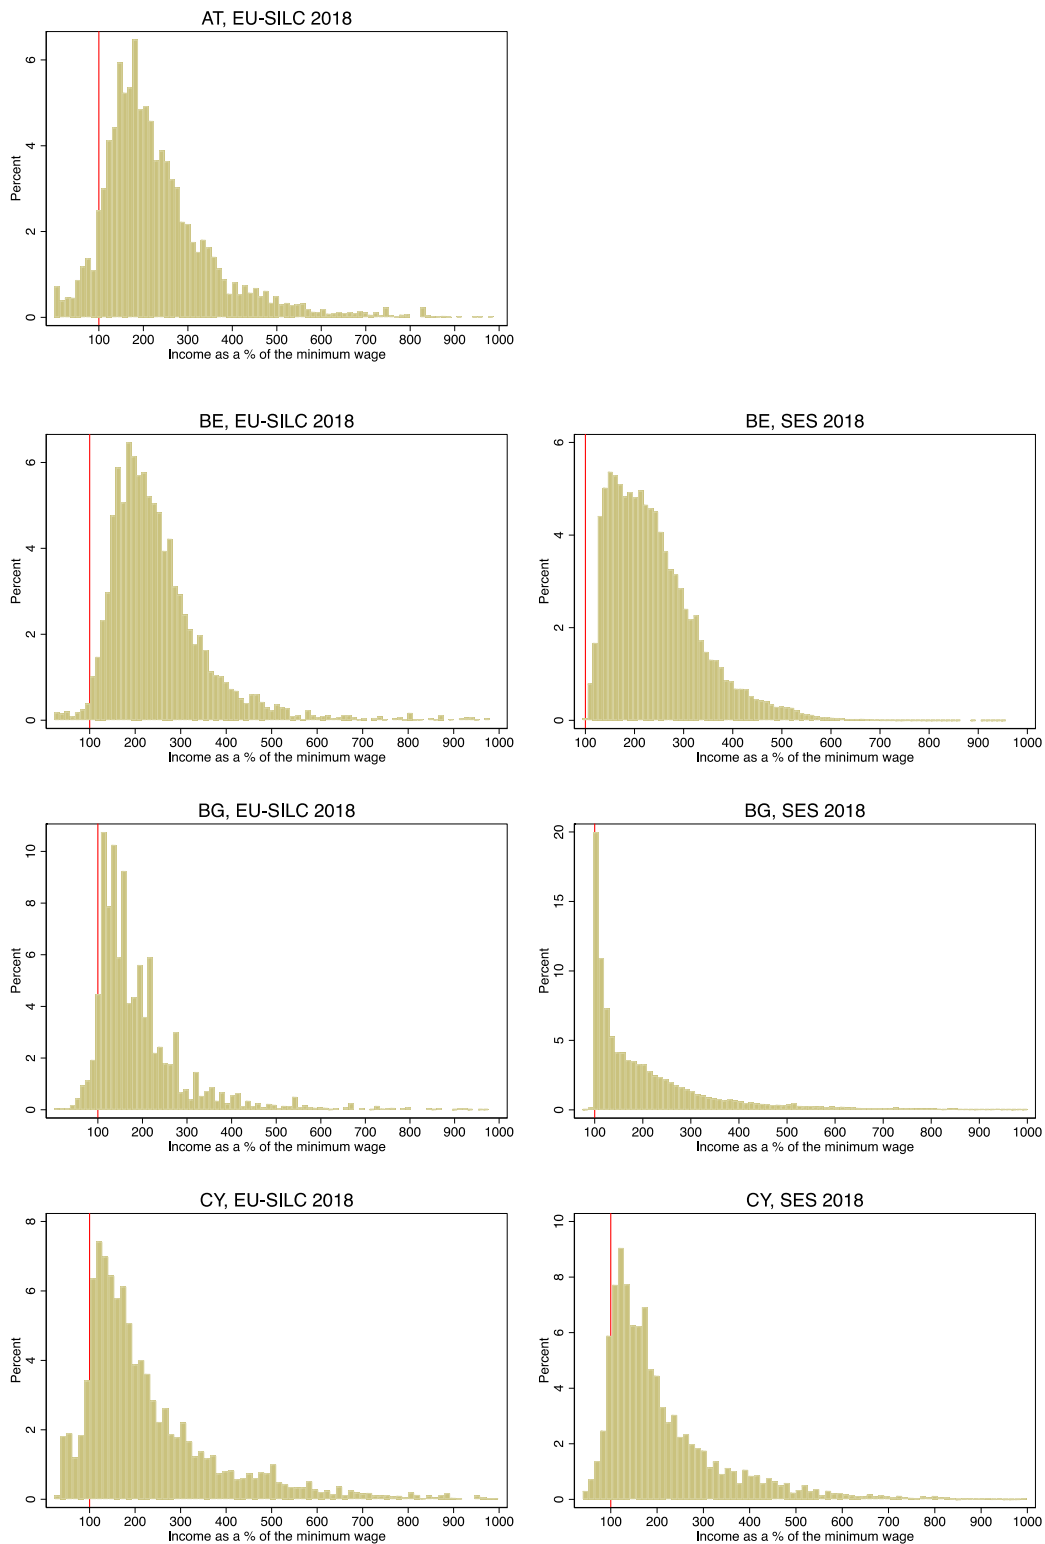 AT, EU-SILC 2018
Percent
6
4
2
0
100 200 300 400 500 600 700 800 900 1000
Income as a % of the minimum wage
BE, EU-SILC 2018
Percent
6
4
2
0
100 200 300 400 500 600 700 800 900 1000
Income as a % of the minimum wage
BE, SES 2018
Percent
6
4
2
0
100 200 300 400 500 600 700 800 900 1000
Income as a % of the minimum wage
BG, EU-SILC 2018
Percent
10
8
6
4
2
0
100 200 300 400 500 600 700 800 900 1000
Income as a % of the minimum wage
BG, SES 2018
Percent
20
15
10
5
0
100 200 300 400 500 600 700 800 900 1000
Income as a % of the minimum wage
CY, EU-SILC 2018
Percent
8
6
4
2
0
100 200 300 400 500 600 700 800 900 1000
Income as a % of the minimum wage
CY, SES 2018
Percent
10
8
6
4
2
0
100 200 300 400 500 600 700 800 900 1000
Income as a % of the minimum wage